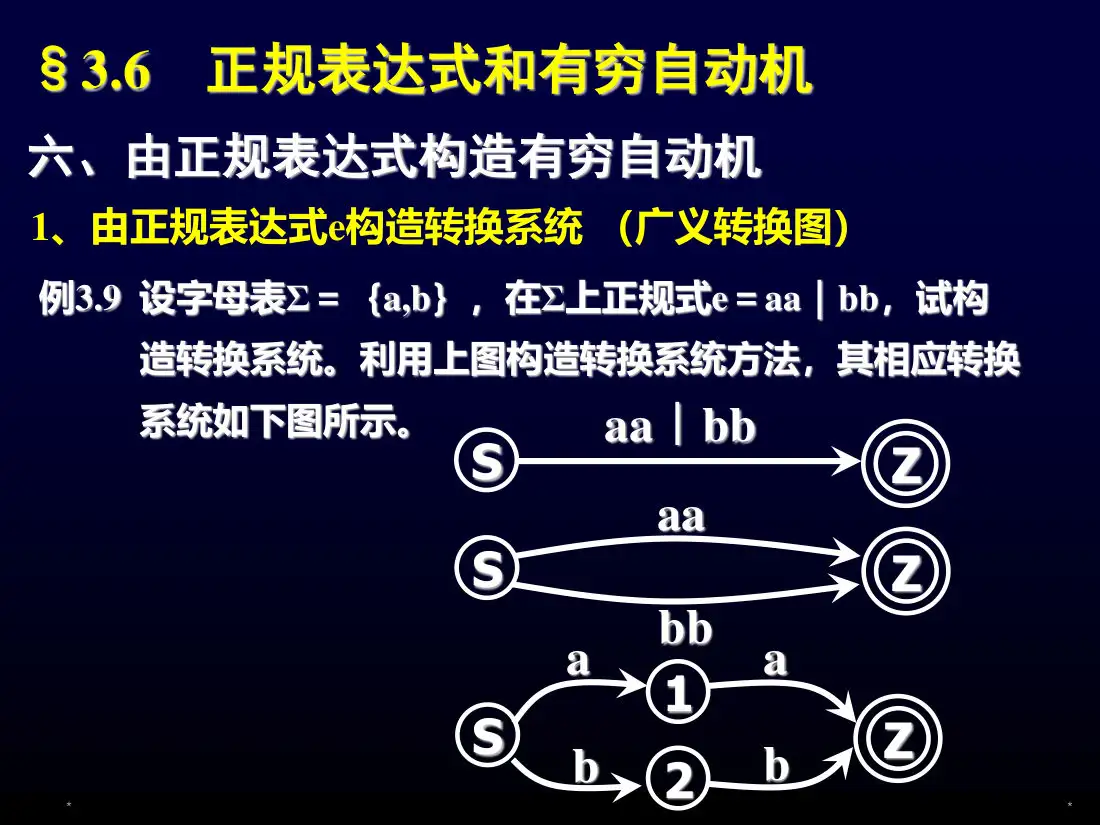 §3.6 正规表达式和有穷自动机
六、由正规表达式构造有穷自动机
1、由正规表达式e构造转换系统 （广义转换图）
例3.9 设字母表Σ＝｛a,b｝，在Σ上正规式e＝aa｜bb，试构
造转换系统。利用上图构造转换系统方法，其相应转换
系统如下图所示。
aa｜bb
S Z
aa
S Z
bb
a a
1
S Z
b b
2
* *